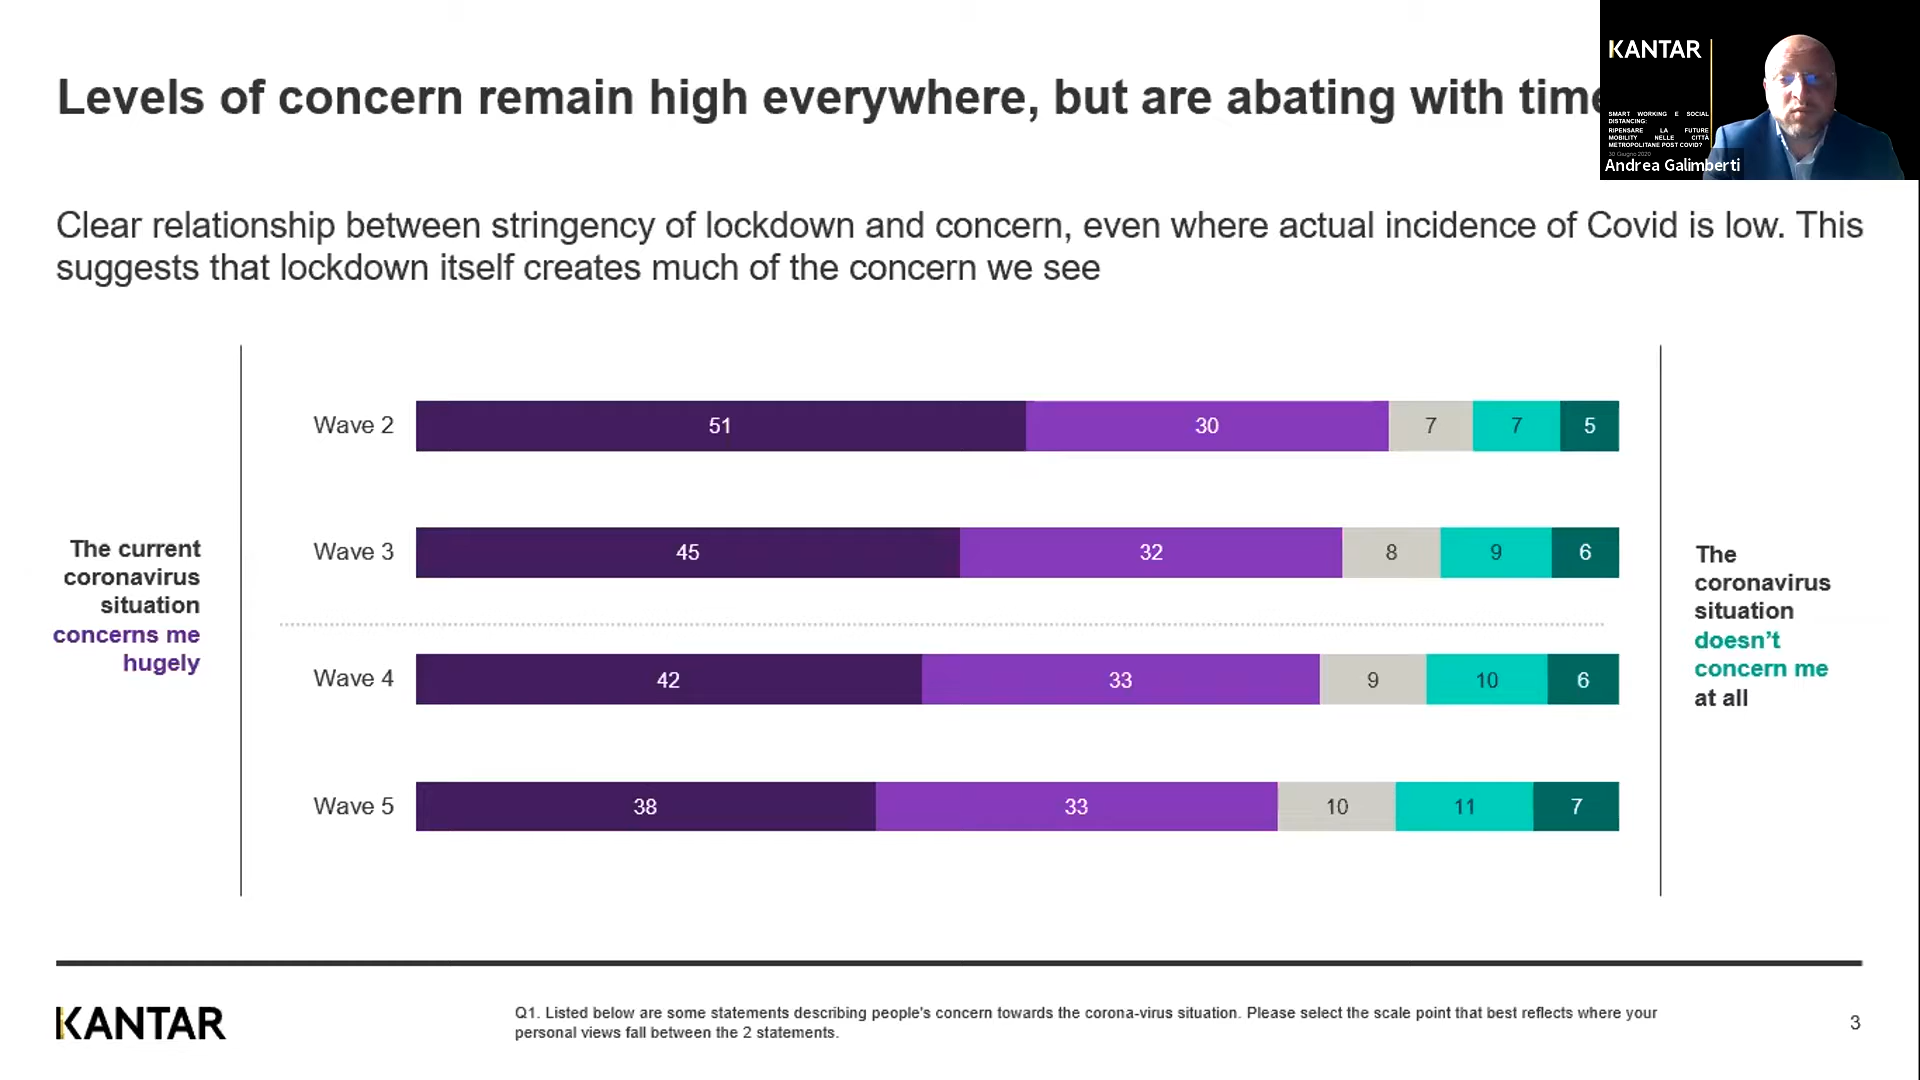 Levels of concern remain high everywhere, but are abating with time
KANTAR
SMART WORKING E SOCIAL
DISTANCING:
RIPENSARE LA FUTURE
MOBILITY NELLE CITTÀ
METROPOLITANE POST COVID?
30 Giugno 2020
Andrea Galimberti
Clear relationship between stringency of lockdown and concern, even where actual incidence of Covid is low. This
suggests that lockdown itself creates much of the concern we see
The current
coronavirus
situation
concerns me
hugely
Wave 2 51 30 7 7 5
Wave 3 45 32 8 9 6
Wave 4 42 33 9 10 6
Wave 5 38 33 10 11 7
The
coronavirus
situation
doesn't
concern me
at all
KANTAR
Q1. Listed below are some statements describing people's concern towards the corona-virus situation. Please select the scale point that best reflects where your
personal views fall between the 2 statements.
3